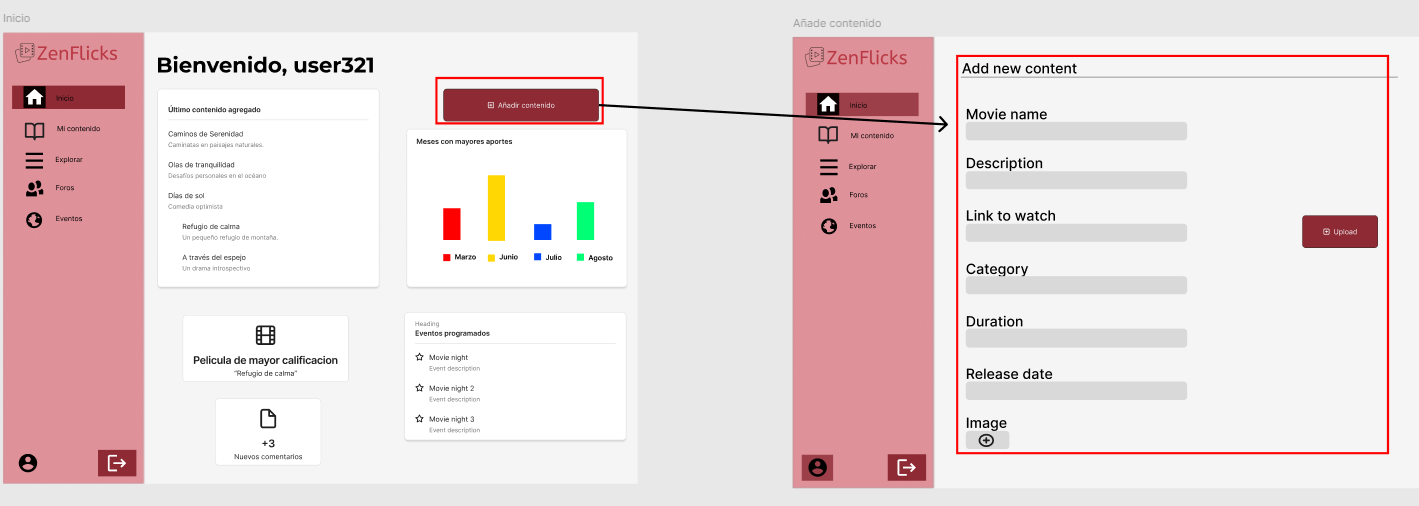 Inicio
ZenFlicks
Inicio
Mi contenido
Explorar
Foros
Eventos
Bienvenido, user321
Último contenido agregado
Caminos de Serenidad
Caminatas en paisajes naturales.
Olas de tranquilidad
Desafíos personales en el océano
Días de sol
Comedia optimista
Refugio de calma
Un pequeño refugio de montaña.
A través del espejo
Un drama introspectivo
Añadir contenido
Meses con mayores aportes
Marzo Junio Julio Agosto
Pelicula de mayor calificacion
"Refugio de calma"
+3
Nuevos comentarios
Heading
Eventos programados
Movie night
Event description
Movie night 2
Event description
Movie night 3
Event description
Añade contenido
ZenFlicks
Inicio
Mi contenido
Explorar
Foros
Eventos
Add new content
Movie name
Description
Link to watch
Upload
Category
Duration
Release date
Image